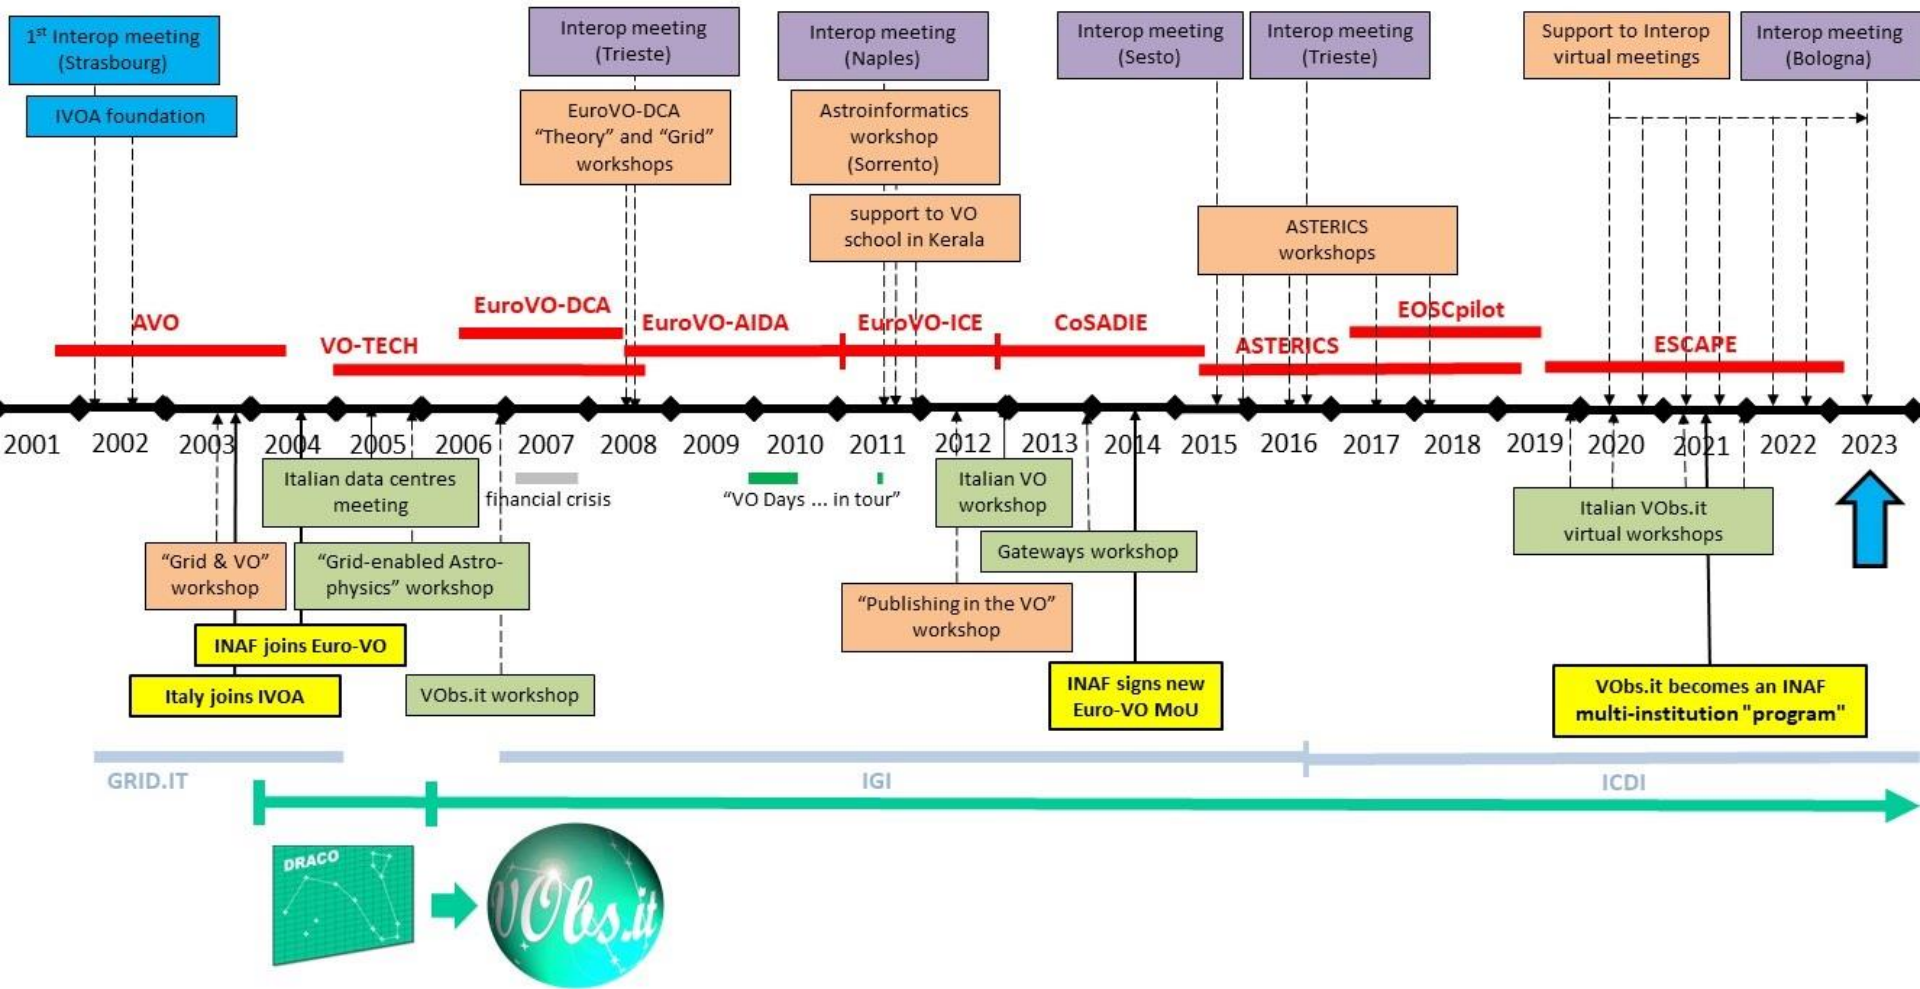 1st Interop meeting
(Strasbourg)
IVOA foundation
Interop meeting
(Trieste)
EuroVO-DCA
“Theory” and “Grid”
workshops
Interop meeting
(Naples)
Astroinformatics
workshop
(Sorrento)
support to VO
school in Kerala
Interop meeting
(Sesto)
Interop meeting
(Trieste)
ASTERICS
workshops
Support to Interop
virtual meetings
Interop meeting
(Bologna)
AVO
VO-TECH
EuroVO-DCA
EuroVO-AIDA
EuroVO-ICE
CoSADIE
ASTERICS
EOSCpilot
ESCAPE
2001 2002 2003 2004 2005 2006 2007 2008 2009 2010 2011 2012 2013 2014 2015 2016 2017 2018 2019 2020 2021 2022 2023
Italian data centres
meeting
financial crisis
“VO Days ... in tour”
Italian VO
workshop
Italian VObs.it
virtual workshops
“Grid & VO”
workshop
“Grid-enabled Astro-
physics” workshop
Gateways workshop
“Publishing in the VO”
workshop
INAF joins Euro-VO
Italy joins IVOA
VObs.it workshop
INAF signs new
Euro-VO MoU
VObs.it becomes an INAF
multi-institution "program"
GRID.IT
IGI
ICDI
DRACO
VObs.it